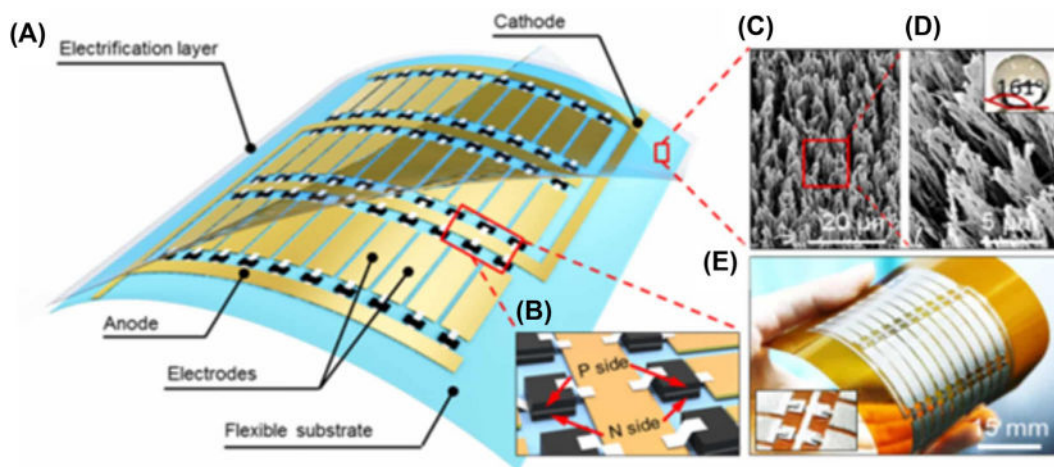 (A)
Electrification layer
Cathode
Anode
Electrodes
Flexible substrate
(B)
P side
N side
(C)
20 μm
(D)
161°
5 μm
(E)
15 mm